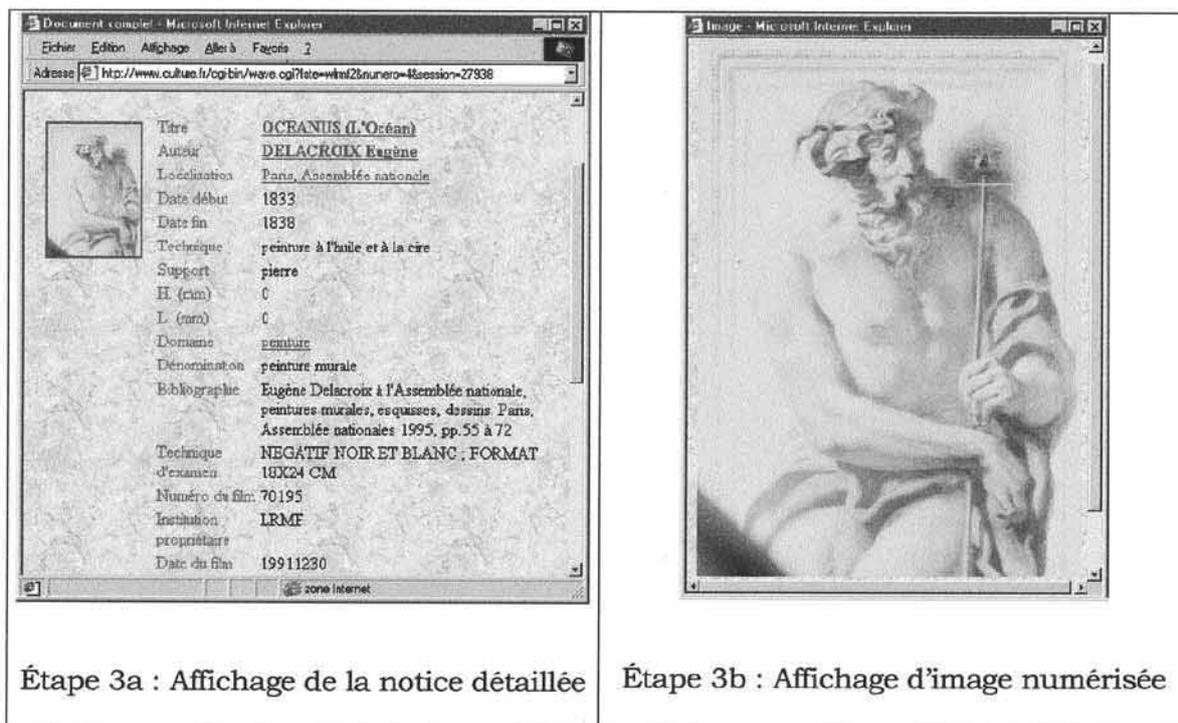 Document complet - Microsoft Internet Explorer
Fichier Edition Affichage Aller à Favoris ?
Adresse http://www.culture.fr/cgi-bin/wave.cgi?fste=wlrmf2&numero=4&session=27938
Titre OCEANUS (L'Océan)
Auteur DELACROIX Eugène
Localisation Paris, Assemblée nationale
Date début 1833
Date fin 1838
Technique peinture à l'huile et à la cire
Support pierre
H. (mm) 0
L. (mm) 0
Domaine peinture
Dénomination peinture murale
Bibliographie Eugène Delacroix à l'Assemblée nationale,
peintures murales, esquisses, dessins. Paris,
Assemblée nationales 1995, pp.55 à 72
Technique NEGATIF NOIR ET BLANC ; FORMAT
d'examen 18X24 CM
Numéro du film 70195
Institution LRMF
propriétaire
Date du film 19911230
zone Internet
Étape 3a : Affichage de la notice détaillée
Image - Microsoft Internet Explorer
Étape 3b : Affichage d'image numérisée